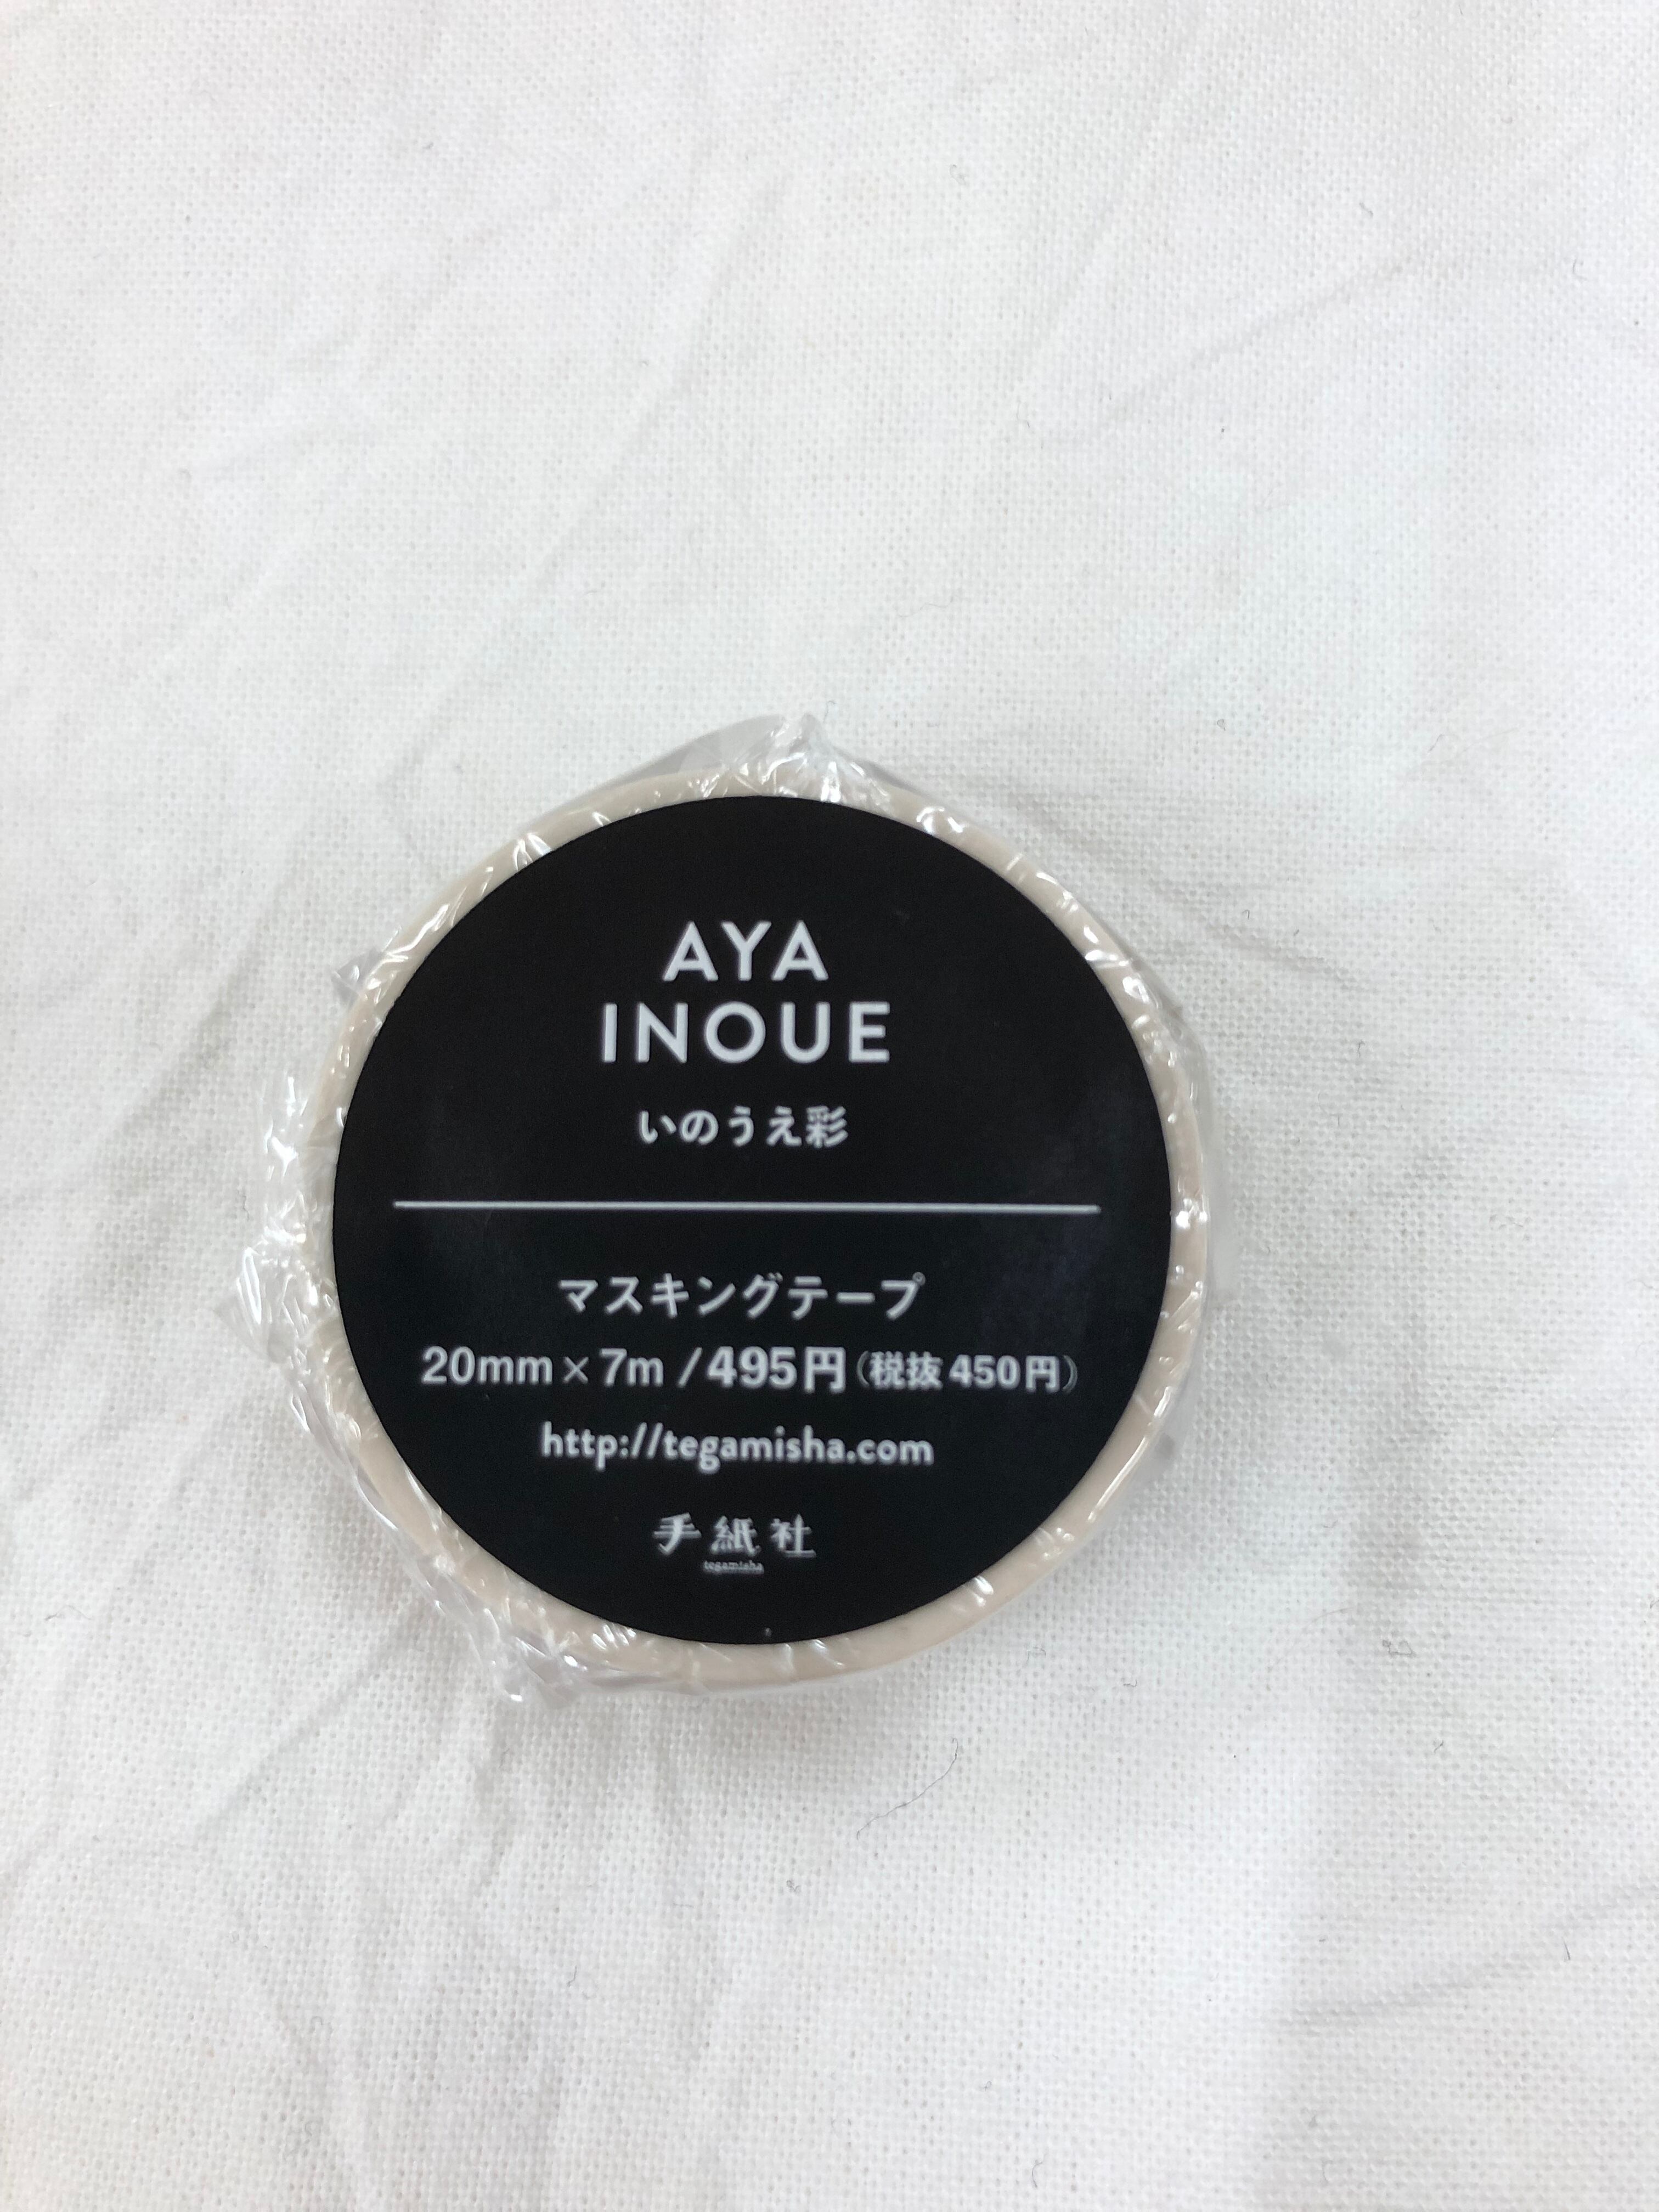 AYA
INOUE
いのうえ彩
マスキングテープ
20mm×7m /495円（税抜450円）
http://tegamisha.com
手紙社
tegamisha